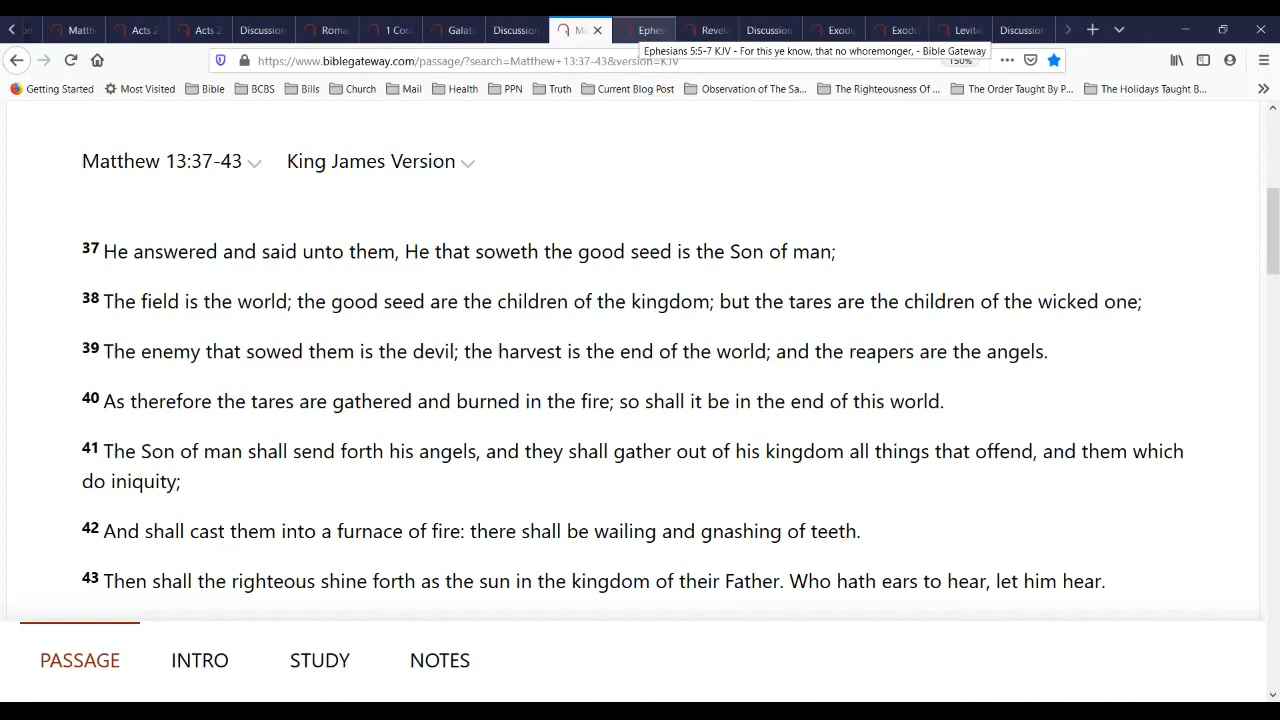 Matth Acts 2 Acts 2 Discussion Roma 1 Cor Galat Discussion Ma Ephes Revel Discussion Exodu Exodu Leviti Discussion
Ephesians 5:5-7 KJV - For this ye know, that no whoremonger, - Bible Gateway
https://www.biblegateway.com/passage/?search=Matthew+13:37-43&version=KJV 150%
Getting Started Most Visited Bible BCBS Bills Church Mail Health PPN Truth Current Blog Post Observation of The Sa... The Righteousness Of ... The Order Taught By P... The Holidays Taught B...
Matthew 13:37-43 King James Version
37 He answered and said unto them, He that soweth the good seed is the Son of man;
38 The field is the world; the good seed are the children of the kingdom; but the tares are the children of the wicked one;
39 The enemy that sowed them is the devil; the harvest is the end of the world; and the reapers are the angels.
40 As therefore the tares are gathered and burned in the fire; so shall it be in the end of this world.
41 The Son of man shall send forth his angels, and they shall gather out of his kingdom all things that offend, and them which
do iniquity;
42 And shall cast them into a furnace of fire: there shall be wailing and gnashing of teeth.
43 Then shall the righteous shine forth as the sun in the kingdom of their Father. Who hath ears to hear, let him hear.
PASSAGE INTRO STUDY NOTES